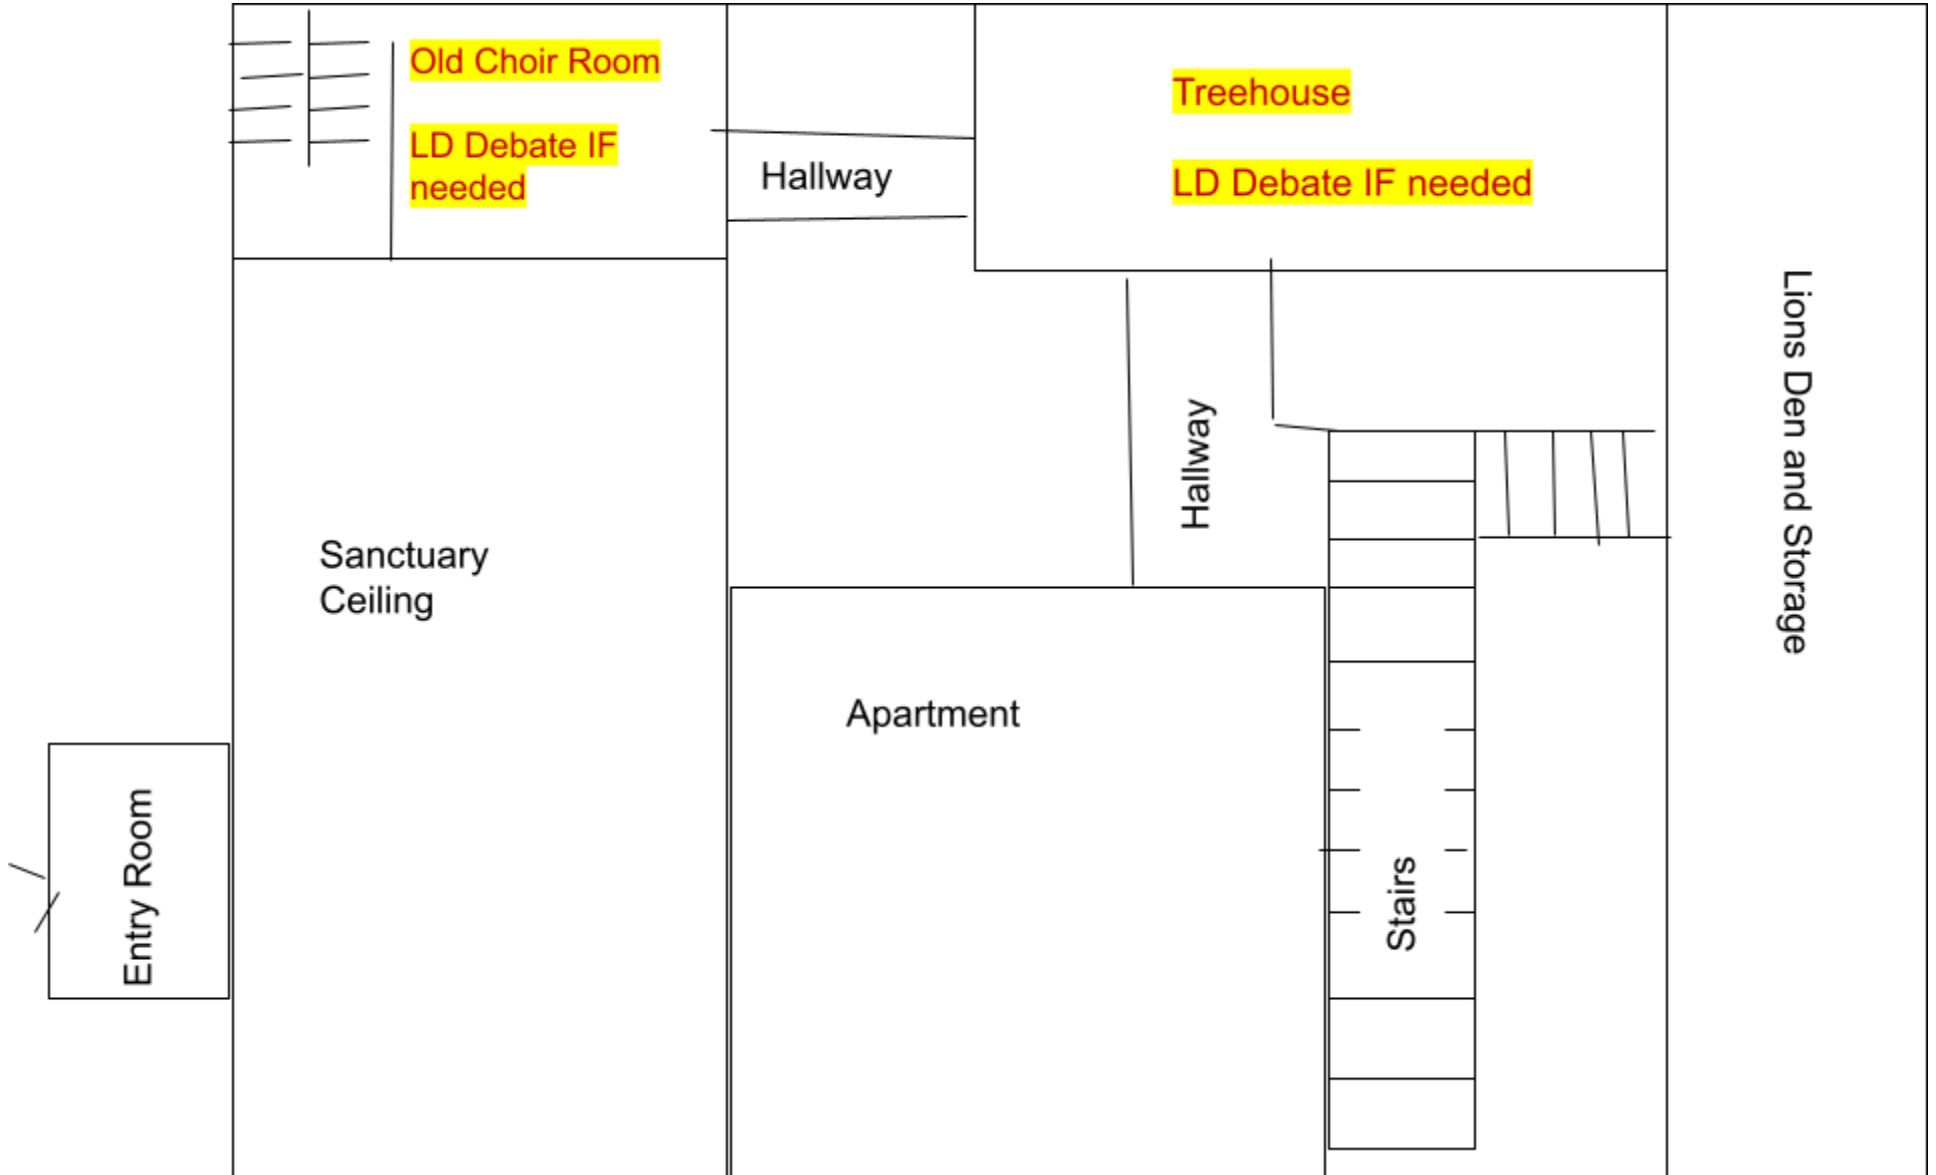 Old Choir Room
LD Debate IF
needed
Hallway
Treehouse
LD Debate IF needed
Lions Den and Storage
Hallway
Sanctuary
Ceiling
Apartment
Entry Room
Stairs